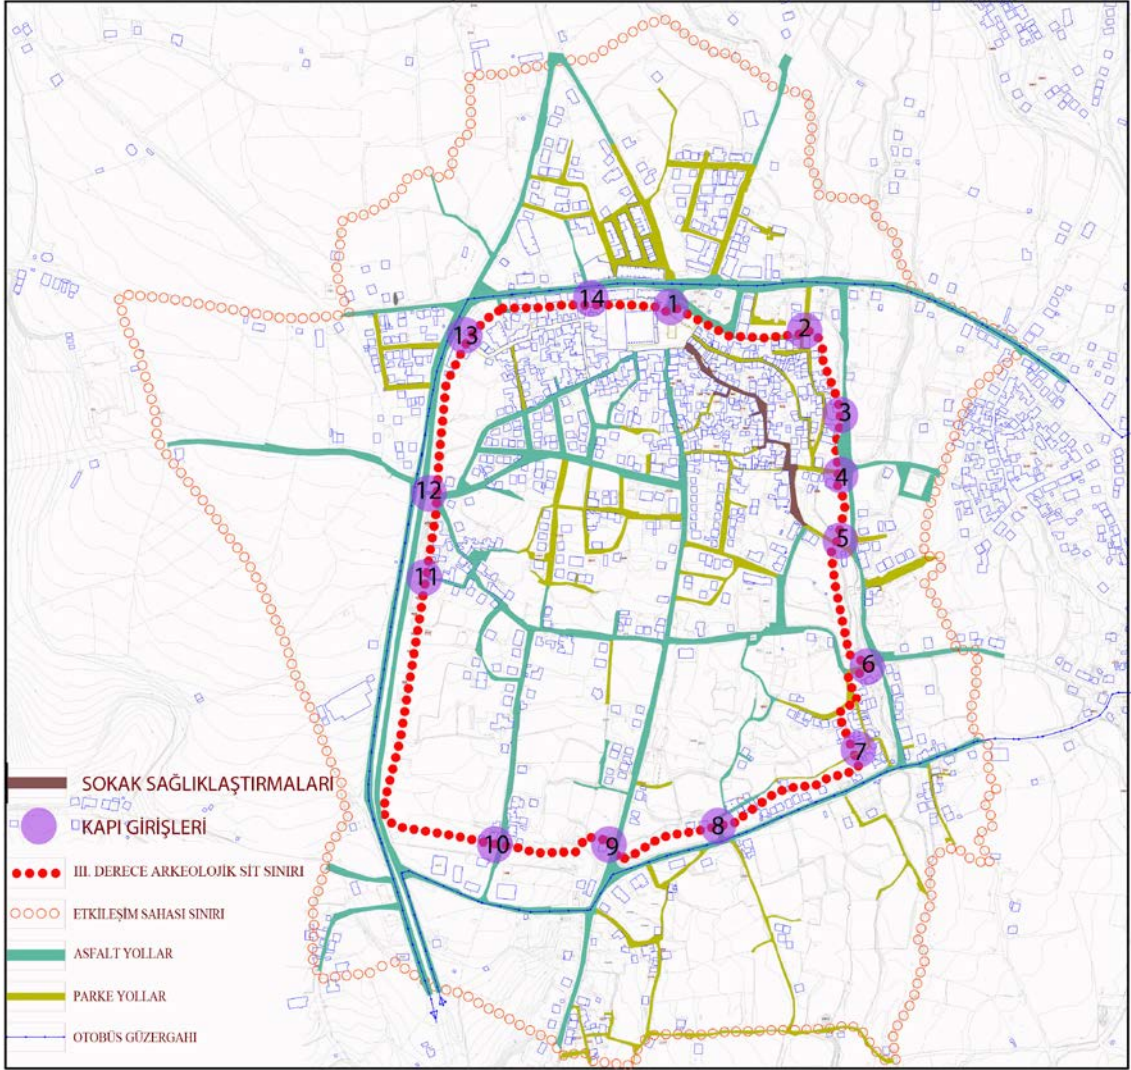 14
1
13
2
3
12
4
5
11
6
7
8
10
9
SOKAK SAĞLIKLAŞTIRMALARI
KAPI GİRİŞLERİ
III. DERECE ARKEOLOJİK SİT SINIRI
ETKİLEŞİM SAHASI SINIRI
ASFALT YOLLAR
PARKE YOLLAR
OTOBÜS GÜZERGAHI